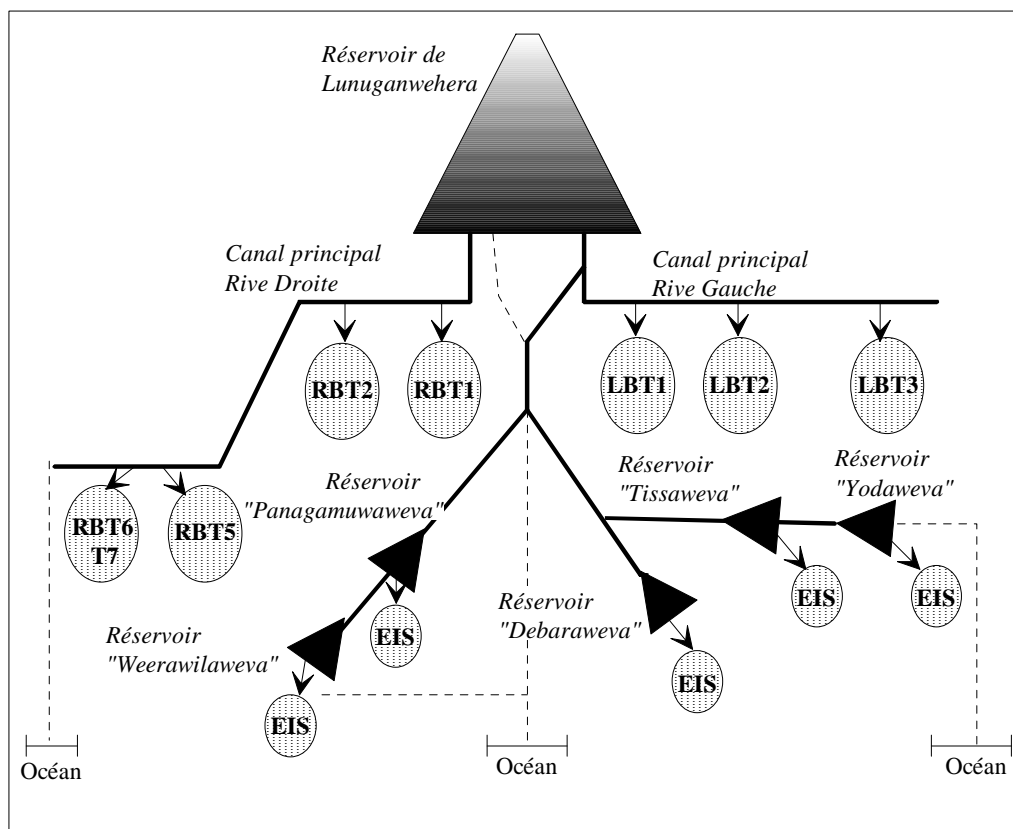 Réservoir de
Lunuganwehera
Canal principal
Rive Droite
Canal principal
Rive Gauche
RBT2
RBT1
LBT1
LBT2
LBT3
Réservoir
"Panagamuwaweva"
Réservoir
"Tissaweva"
Réservoir
"Yodaweva"
RBT6
T7
RBT5
EIS
EIS
Réservoir
"Debaraweva"
EIS
Réservoir
"Weerawilaweva"
EIS
EIS
Océan
Océan
Océan